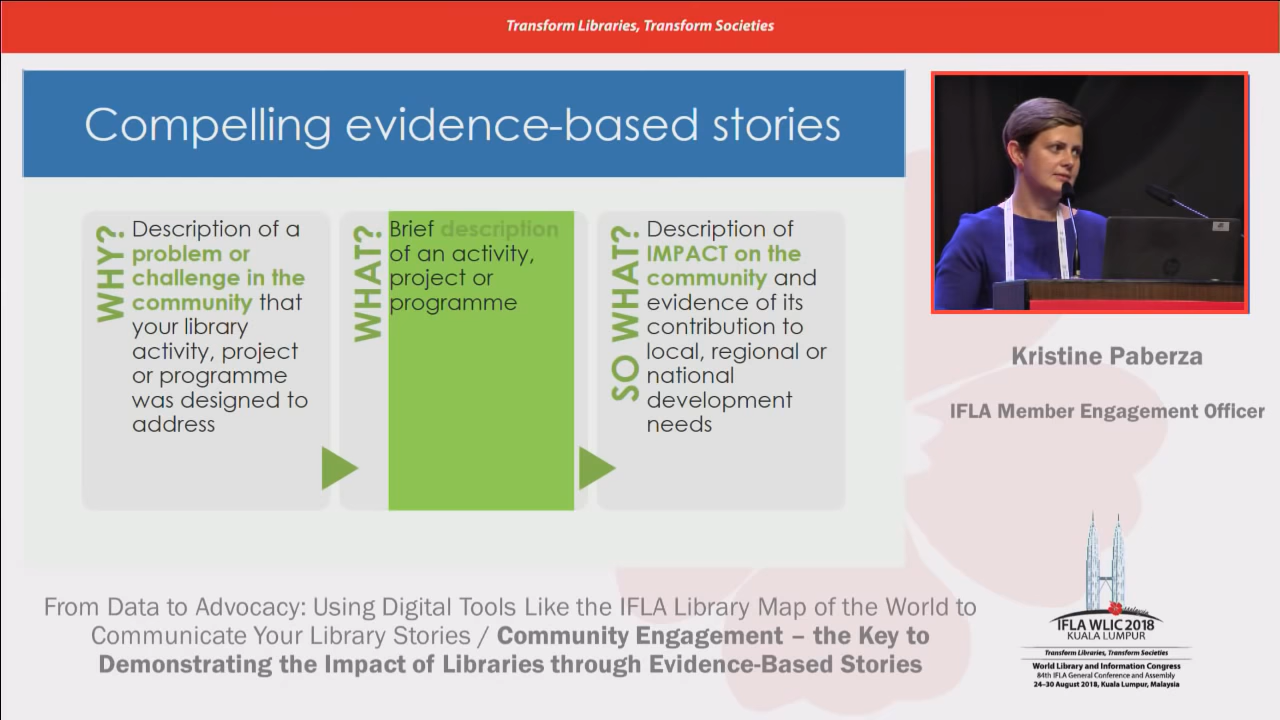 Transform Libraries, Transform Societies
Compelling evidence-based stories
WHY?
Description of a
problem or
challenge in the
community that
your library
activity, project
or programme
was designed to
address
WHAT?
Brief description
of an activity,
project or
programme
SO WHAT?
Description of
IMPACT on the
community and
evidence of its
contribution to
local, regional or
national
development
needs
Kristine Paberza
IFLA Member Engagement Officer
From Data to Advocacy: Using Digital Tools Like the IFLA Library Map of the World to
Communicate Your Library Stories / Community Engagement – the Key to
Demonstrating the Impact of Libraries through Evidence-Based Stories
Malaysia
IFLA WLIC 2018
KUALA LUMPUR
Transform Libraries, Transform Societies
World Library and Information Congress
84th IFLA General Conference and Assembly
24–30 August 2018, Kuala Lumpur, Malaysia